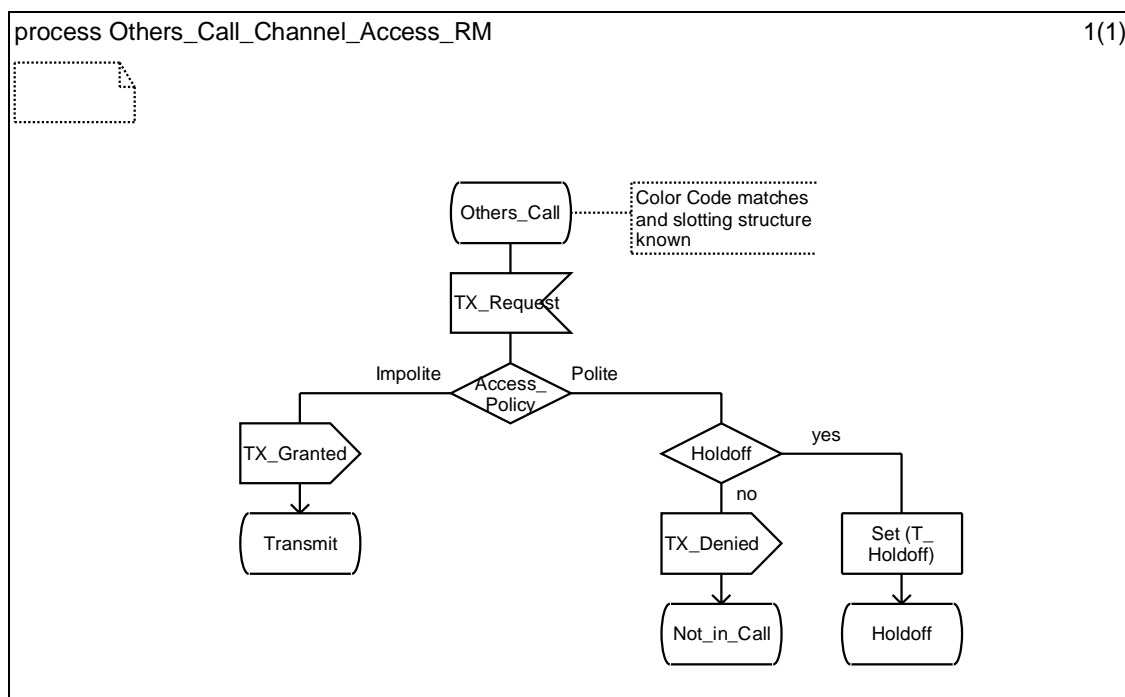 process Others_Call_Channel_Access_RM
1(1)
Others_Call
Color Code matches
and slotting structure
known
TX_Request
Impolite
Access_
Policy
Polite
TX_Granted
Holdoff
yes
no
Transmit
TX_Denied
Set (T_
Holdoff)
Not_in_Call
Holdoff